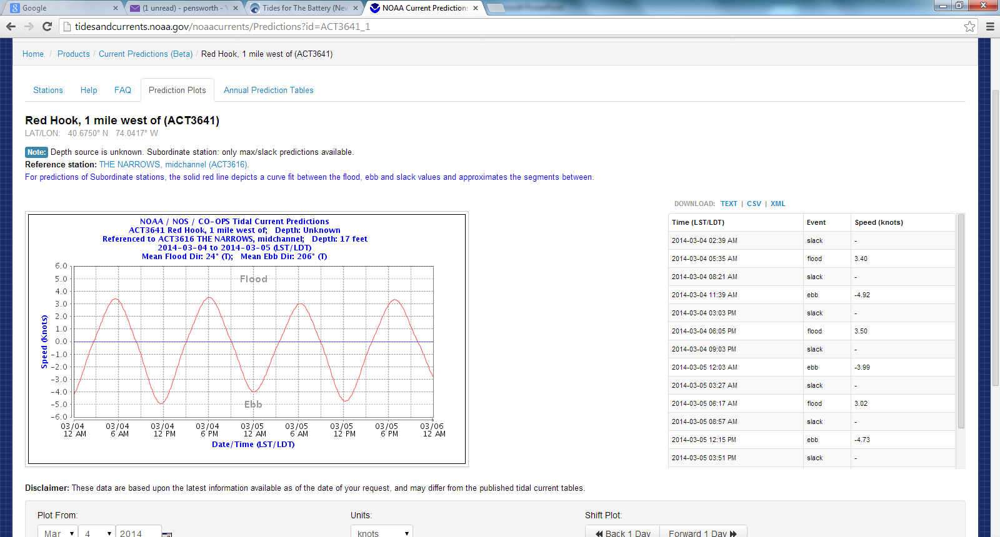 Google
(1 unread) - pensworth - Y
Tides for The Battery (New
NOAA Current Predictions
tidesandcurrents.noaa.gov/noaacurrents/Predictions?id=ACT3641_1
Home / Products / Current Predictions (Beta) / Red Hook, 1 mile west of (ACT3641)
Stations Help FAQ Prediction Plots Annual Prediction Tables
Red Hook, 1 mile west of (ACT3641)
LAT/LON: 40.6750° N 74.0417° W
Note: Depth source is unknown. Subordinate station: only max/slack predictions available.
Reference station: THE NARROWS, midchannel (ACT3616).
For predictions of Subordinate stations, the solid red line depicts a curve fit between the flood, ebb and slack values and approximates the segments between.
NOAA / NOS / CO-OPS Tidal Current Predictions
ACT3641 Red Hook, 1 mile west of; Depth: Unknown
Referenced to ACT3616 THE NARROWS, midchannel; Depth: 17 feet
2014-03-04 to 2014-03-05 (LST/LDT)
Mean Flood Dir: 24° (T); Mean Ebb Dir: 206° (T)
Speed (Knots)
6.0
5.0
4.0
3.0
2.0
1.0
0.0
-1.0
-2.0
-3.0
-4.0
-5.0
-6.0
Flood
Ebb
03/04 03/04 03/04 03/04 03/05 03/05 03/05 03/05 03/06
12 AM 6 AM 12 PM 6 PM 12 AM 6 AM 12 PM 6 PM 12 AM
Date/Time (LST/LDT)
DOWNLOAD: TEXT | CSV | XML
Time (LST/LDT) Event Speed (knots)
2014-03-04 02:39 AM slack -
2014-03-04 05:35 AM flood 3.40
2014-03-04 08:21 AM slack -
2014-03-04 11:39 AM ebb -4.92
2014-03-04 03:03 PM slack -
2014-03-04 06:05 PM flood 3.50
2014-03-04 09:03 PM slack -
2014-03-05 12:03 AM ebb -3.99
2014-03-05 03:27 AM slack -
2014-03-05 06:17 AM flood 3.02
2014-03-05 08:57 AM slack -
2014-03-05 12:15 PM ebb -4.73
2014-03-05 03:51 PM slack -
Disclaimer: These data are based upon the latest information available as of the date of your request, and may differ from the published tidal current tables.
Plot From: Units: Shift Plot:
Mar 4 2014 knots Back 1 Day Forward 1 Day